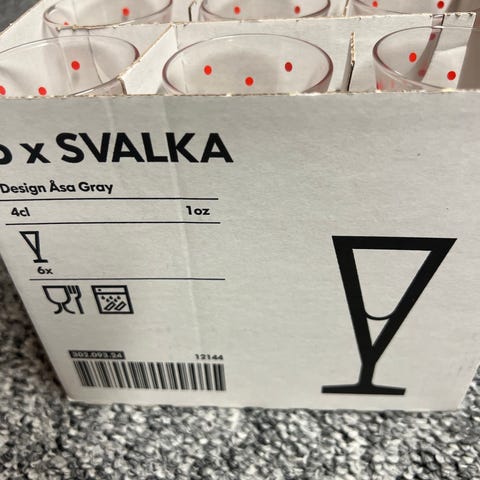 x SVALKA
Design Åsa Gray
4cl 1oz
6x
302.093.24 12144